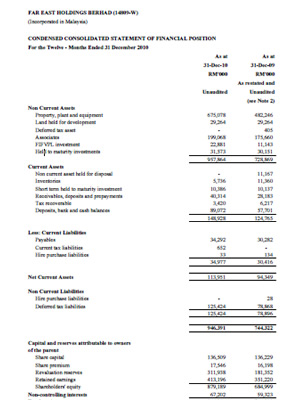 FAR EAST HOLDINGS BERHAD (14809-W)
(Incorporated in Malaysia)
CONDENSED CONSOLIDATED STATEMENT OF FINANCIAL POSITION
For the Twelve - Months Ended 31 December 2010
As at As at
31-Dec-10 31-Dec-09
RM'000 RM'000
As restated and
Unaudited Unaudited
(see Note 2)
Non Current Assets
Property, plant and equipment 675,078 482,246
Land held for development 29,264 29,264
Deferred tax asset - 405
Associates 199,068 175,660
FIFVPL investment 22,881 11,143
Held to maturity investments 31,573 30,151
957,864 728,869
Current Assets
Non current asset held for disposal - 11,167
Inventories 5,736 11,360
Short term held to maturity investment 10,386 10,137
Receivables, deposits and prepayments 40,314 28,183
Tax recoverable 3,420 6,217
Deposits, bank and cash balances 89,072 57,701
148,928 124,765
Less: Current Liabilities
Payables 34,292 30,282
Current tax liabilities 652 -
Hire purchase liabilities 33 134
34,977 30,416
Net Current Assets 113,951 94,349
Non Current Liabilities
Hire purchase liabilities - 28
Deferred tax liabilities 125,424 78,868
125,424 78,896
946,391 744,322
Capital and reserves attributable to owners
of the parent
Share capital 136,509 136,229
Share premium 17,546 16,198
Revaluation reserves 311,938 181,352
Retained earnings 413,196 351,220
Shareholders' equity 879,189 684,999
Non-controlling interests 67,202 59,323